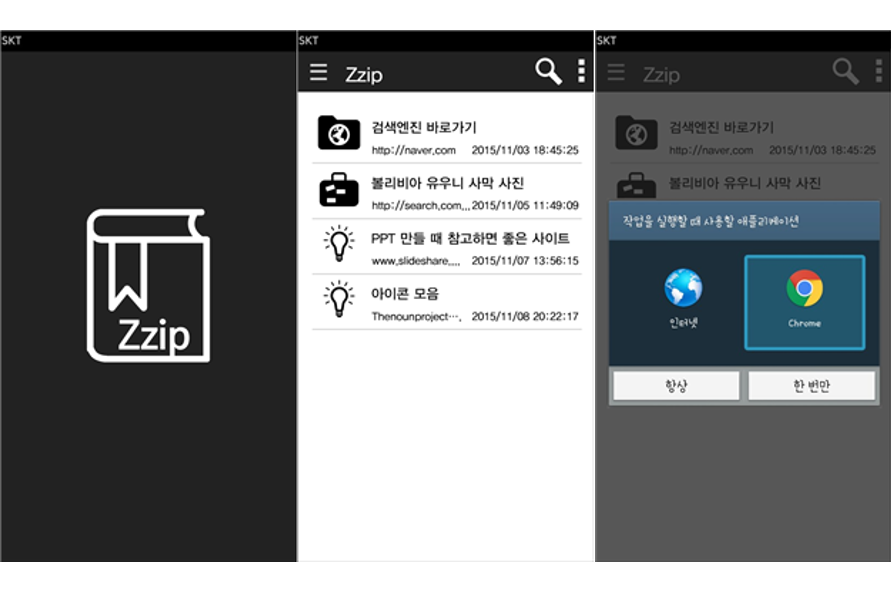 SKT
Zzip
SKT
Zzip
검색엔진 바로가기
http://naver.com 2015/11/03 18:45:25
볼리비아 유우니 사막 사진
http://search.com... 2015/11/05 11:49:09
PPT 만들 때 참고하면 좋은 사이트
www.slideshare.... 2015/11/07 13:56:15
아이콘 모음
Thenounproject…. 2015/11/08 20:22:17
SKT
Zzip
검색엔진 바로가기
http://naver.com 2015/11/03 18:45:25
볼리비아 유우니 사막 사진
작업을 실행할 때 사용할 애플리케이션
인터넷
Chrome
항상
한 번만